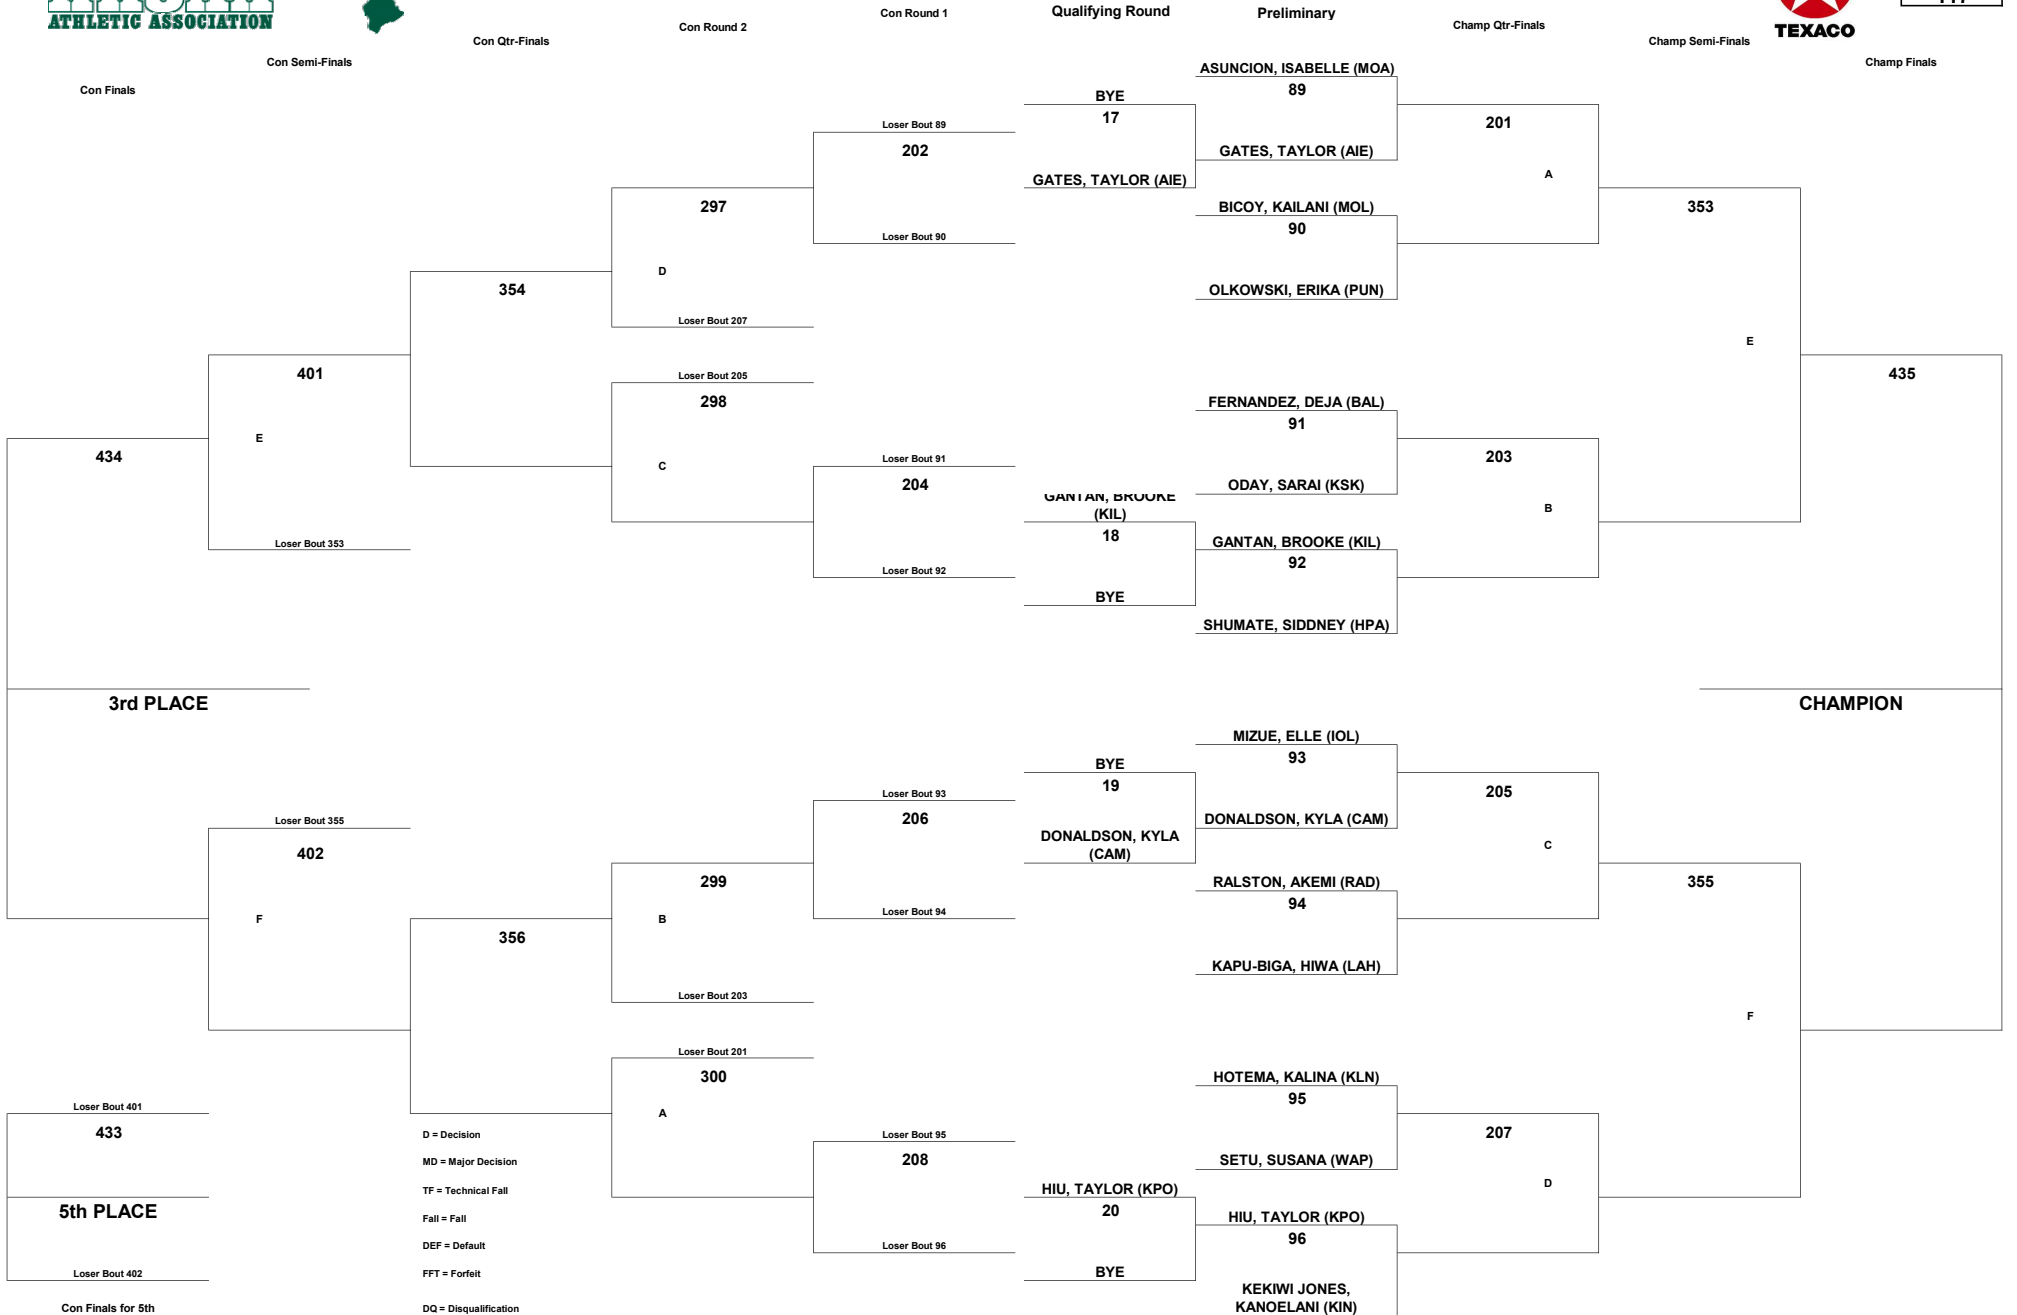 ATHLETIC ASSOCIATION
TEXACO
Con Finals
Con Semi-Finals
Con Qtr-Finals
Con Round 2
Con Round 1
Qualifying Round
Preliminary
Champ Qtr-Finals
Champ Semi-Finals
Champ Finals
ASUNCION, ISABELLE (MOA)
89
BYE
17
Loser Bout 89
201
202
GATES, TAYLOR (AIE)
A
GATES, TAYLOR (AIE)
297
BICOY, KAILANI (MOL)
353
90
Loser Bout 90
D
354
OLKOWSKI, ERIKA (PUN)
Loser Bout 207
E
401
Loser Bout 205
435
298
FERNANDEZ, DEJA (BAL)
91
E
434
Loser Bout 91
203
C
204
ODAY, SARAI (KSK)
GANTAN, BROOKE
(KIL)
B
18
Loser Bout 353
GANTAN, BROOKE (KIL)
92
Loser Bout 92
BYE
SHUMATE, SIDDNEY (HPA)
3rd PLACE
CHAMPION
MIZUE, ELLE (IOL)
93
BYE
19
Loser Bout 93
205
Loser Bout 355
206
DONALDSON, KYLA (CAM)
DONALDSON, KYLA
(CAM)
C
402
299
RALSTON, AKEMI (RAD)
355
94
F
B
Loser Bout 94
356
KAPU-BIGA, HIWA (LAH)
Loser Bout 203
F
Loser Bout 201
300
HOTEMA, KALINA (KLN)
95
Loser Bout 401
A
433
D = Decision
Loser Bout 95
207
MD = Major Decision
208
SETU, SUSANA (WAP)
TF = Technical Fall
HIU, TAYLOR (KPO)
D
5th PLACE
20
Fall = Fall
HIU, TAYLOR (KPO)
96
DEF = Default
Loser Bout 96
Loser Bout 402
FFT = Forfeit
BYE
KEKIWI JONES,
KANOELANI (KIN)
Con Finals for 5th
DQ = Disqualification